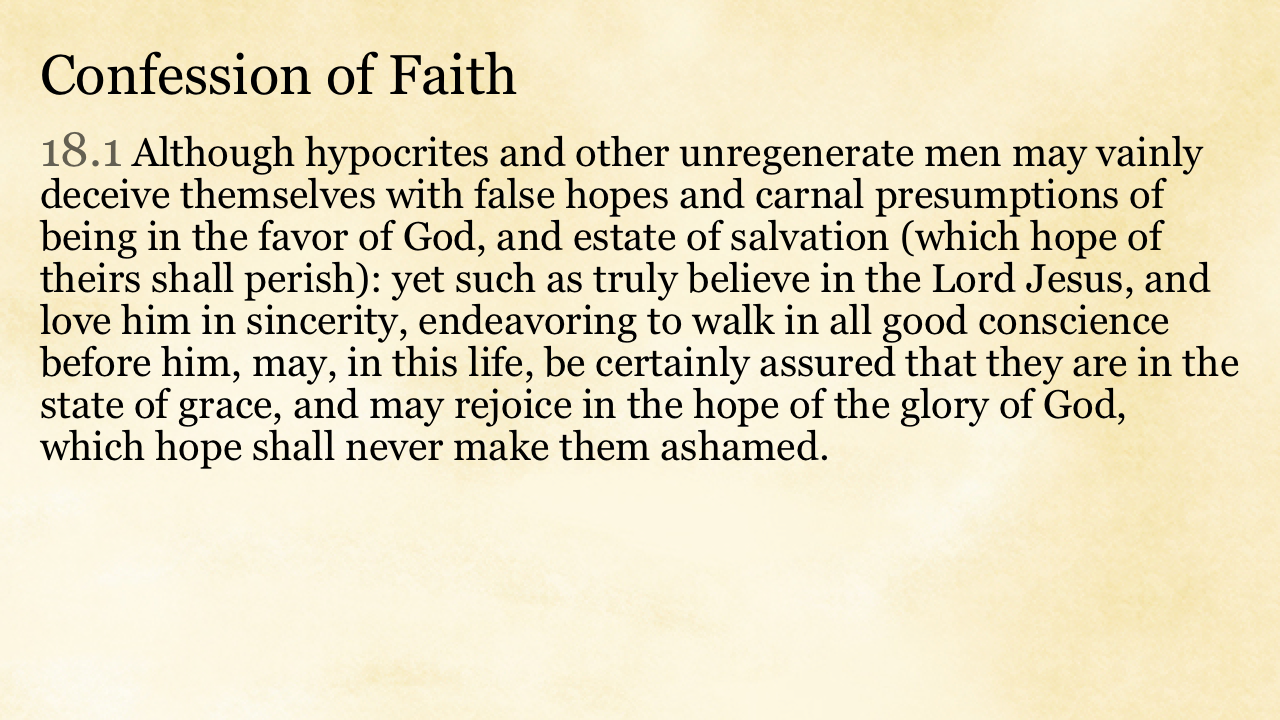 Confession of Faith
18.1 Although hypocrites and other unregenerate men may vainly
deceive themselves with false hopes and carnal presumptions of
being in the favor of God, and estate of salvation (which hope of
theirs shall perish): yet such as truly believe in the Lord Jesus, and
love him in sincerity, endeavoring to walk in all good conscience
before him, may, in this life, be certainly assured that they are in the
state of grace, and may rejoice in the hope of the glory of God,
which hope shall never make them ashamed.